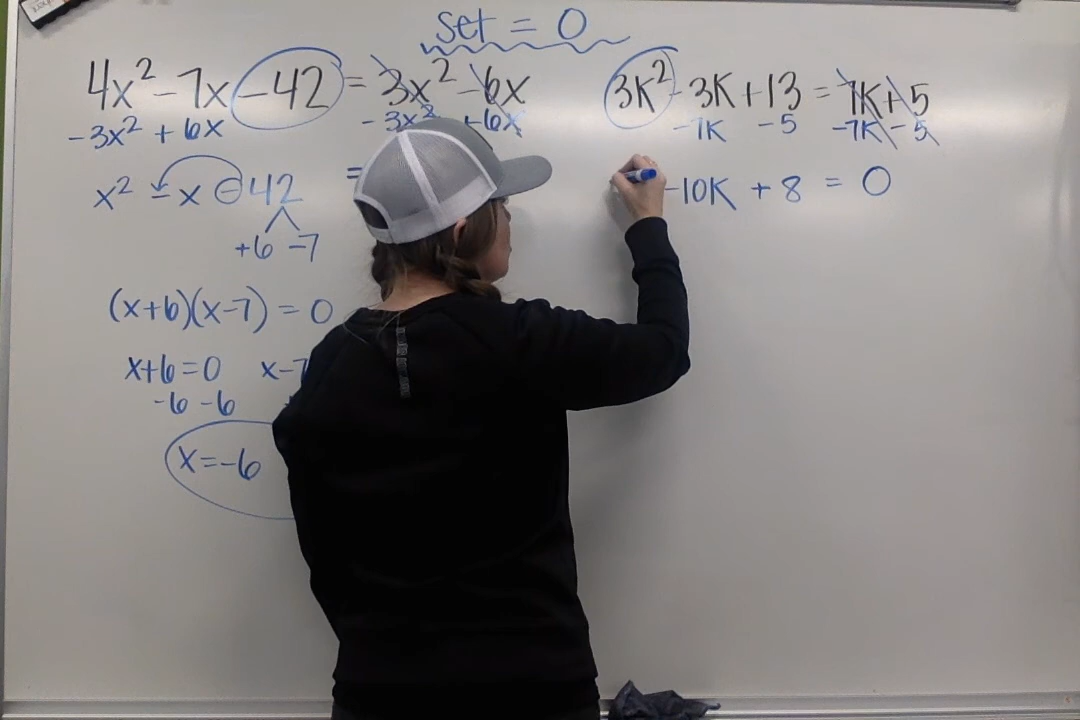 Set = 0
4x² - 7x - 42 = 3x² - 6x
-3x² + 6x - 3x² + 6x
x² - x - 42 =
+6 -7
(x+6)(x-7) = 0
x+6=0 x-7
-6 -6
x=-6
3K² - 3K + 13 = 7K + 5
-7K -5 -7K -5
-10K + 8 = 0